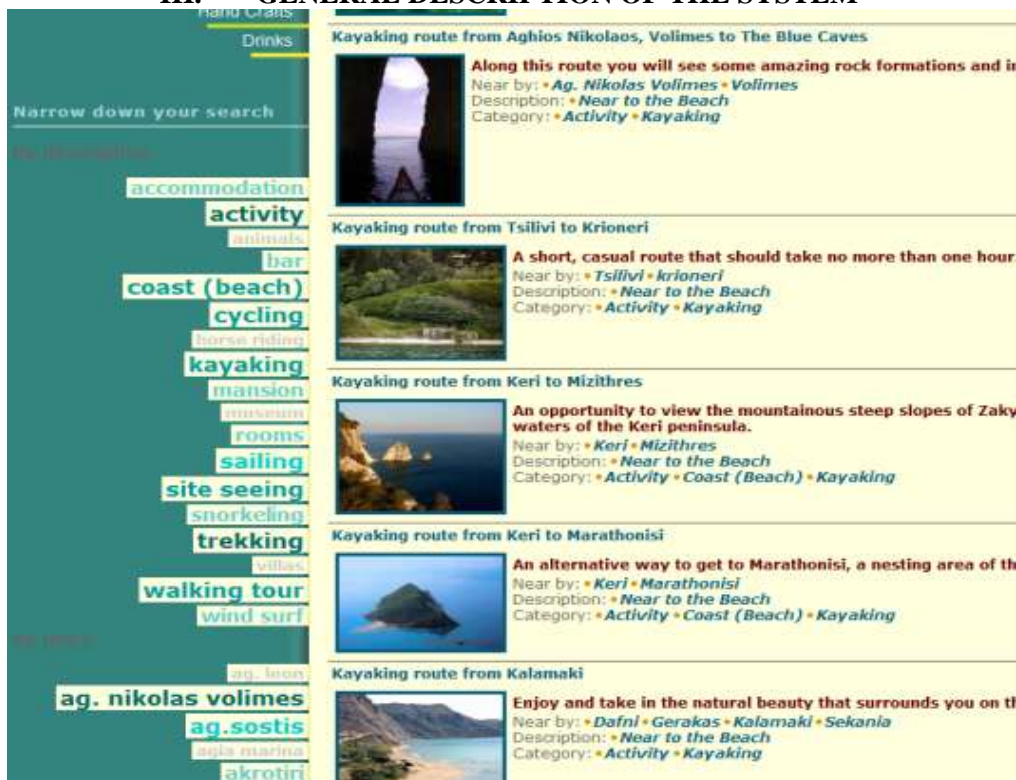 III. GENERAL DESCRIPTION OF THE SYSTEM
Hand Crafts
Drinks
Narrow down your search
accommodation
activity
animals
bar
coast (beach)
cycling
horse riding
kayaking
mansion
museum
rooms
sailing
site seeing
snorkeling
trekking
villas
walking tour
wind surf
ag. leon
ag. nikolas volimes
ag.sostis
agia marina
akrotiri
Kayaking route from Aghios Nikolaos, Volimes to The Blue Caves
Along this route you will see some amazing rock formations and
Near by: •Ag. Nikolas Volimes •Volimes
Description: •Near to the Beach
Category: •Activity •Kayaking
Kayaking route from Tsilivi to Krioneri
A short, casual route that should take no more than one hour.
Near by: •Tsilivi •krioneri
Description: •Near to the Beach
Category: •Activity •Kayaking
Kayaking route from Keri to Mizithres
An opportunity to view the mountainous steep slopes of Zaky
waters of the Keri peninsula.
Near by: •Keri •Mizithres
Description: •Near to the Beach
Category: •Activity •Coast (Beach) •Kayaking
Kayaking route from Keri to Marathonisi
An alternative way to get to Marathonisi, a nesting area of th
Near by: •Keri •Marathonisi
Description: •Near to the Beach
Category: •Activity •Coast (Beach) •Kayaking
Kayaking route from Kalamaki
Enjoy and take in the natural beauty that surrounds you on th
Near by: •Dafni •Gerakas •Kalamaki •Sekania
Description: •Near to the Beach
Category: •Activity •Kayaking